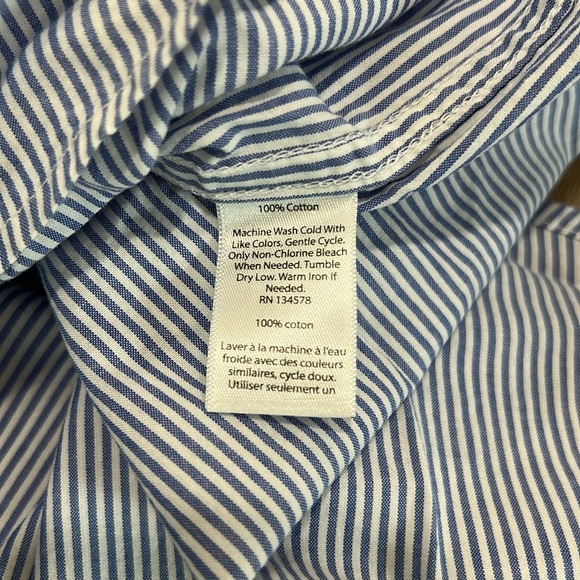 100% Cotton
Machine Wash Cold With
Like Colors, Gentle Cycle.
Only Non-Chlorine Bleach
When Needed. Tumble
Dry Low. Warm Iron If
Needed.
RN 134578
100% coton
Laver à la machine à l'eau
froide avec des couleurs
similaires, cycle doux.
Utiliser seulement un